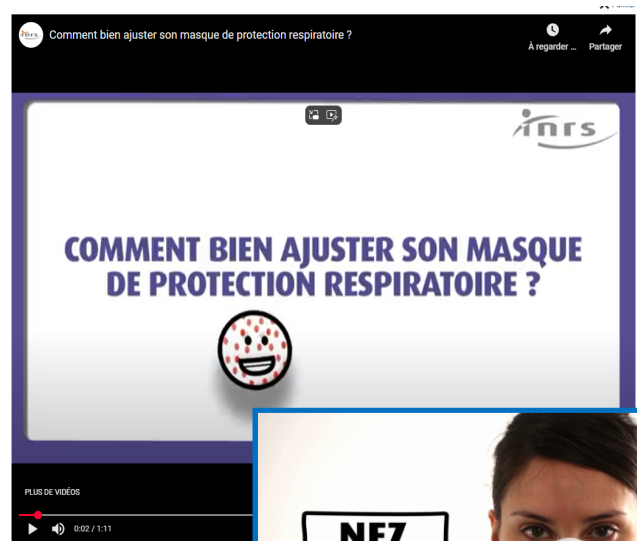 inrs
Comment bien ajuster son masque de protection respiratoire ?
À regarder ...
Partager
inrs
COMMENT BIEN AJUSTER SON MASQUE
DE PROTECTION RESPIRATOIRE ?
PLUS DE VIDÉOS
0:02 / 1:11
NEZ